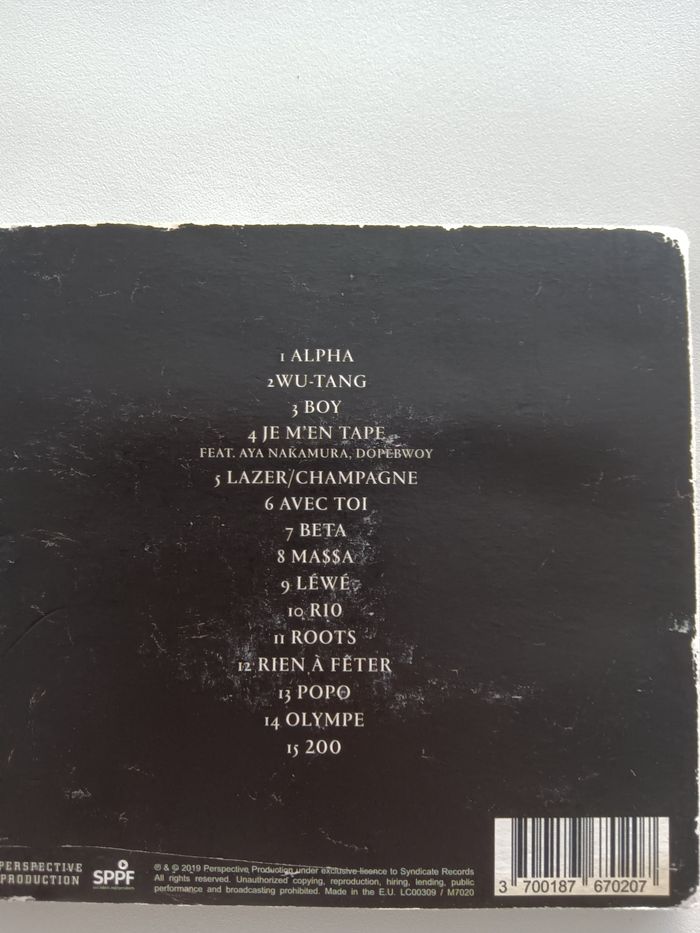 1 ALPHA
2 WU-TANG
3 BOY
4 JE M'EN TAPE
FEAT. AYA NAKAMURA, DOPEBWOY
5 LAZER/CHAMPAGNE
6 AVEC TOI
7 BETA
8 MA$$A
9 LÉWÉ
10 RI0
11 ROOTS
12 RIEN À FÊTER
13 POPO
14 OLYMPE
15 200
PERSPECTIVE
PRODUCTION
SPPF
℗ & © 2019 Perspective Production under exclusive licence to Syndicate Records
All rights reserved. Unauthorized copying, reproduction, hiring, lending, public
performance and broadcasting prohibited. Made in the E.U. LC00309 / M7020
3 700187 670207